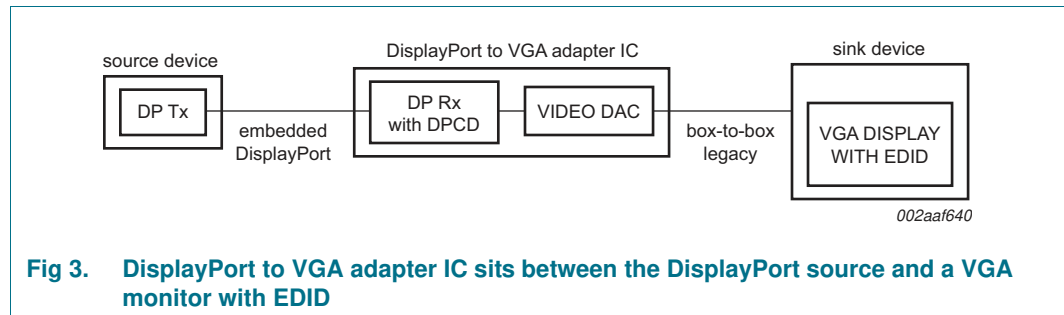 source device
DP Tx
embedded
DisplayPort
DisplayPort to VGA adapter IC
DP Rx
with DPCD
VIDEO DAC
box-to-box
legacy
sink device
VGA DISPLAY
WITH EDID
002aaf640
Fig 3. DisplayPort to VGA adapter IC sits between the DisplayPort source and a VGA
monitor with EDID